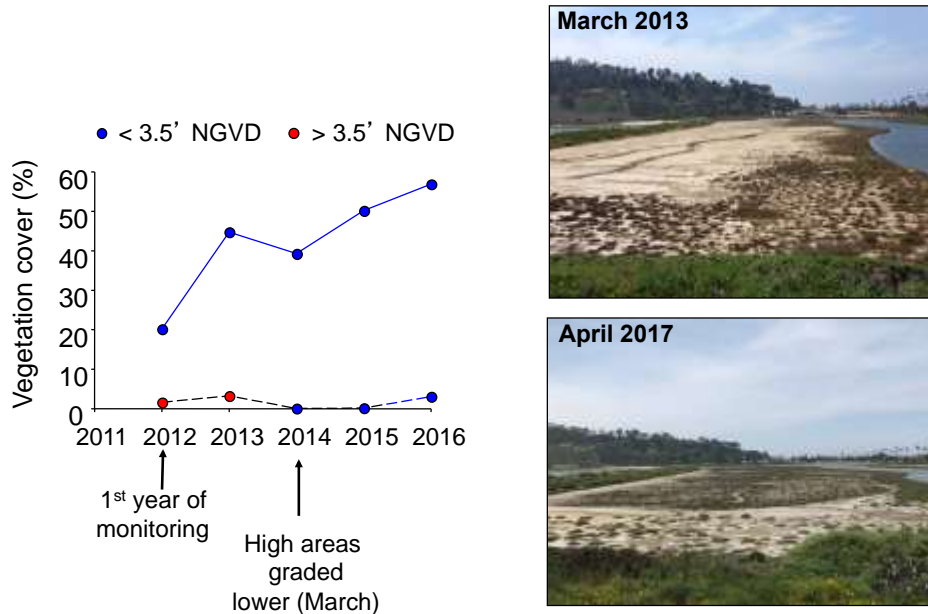 March 2013
< 3.5’ NGVD > 3.5’ NGVD
Vegetation cover (%)
60
50
40
30
20
10
0
2011 2012 2013 2014 2015 2016
1st year of
monitoring
High areas
graded
lower (March)
April 2017